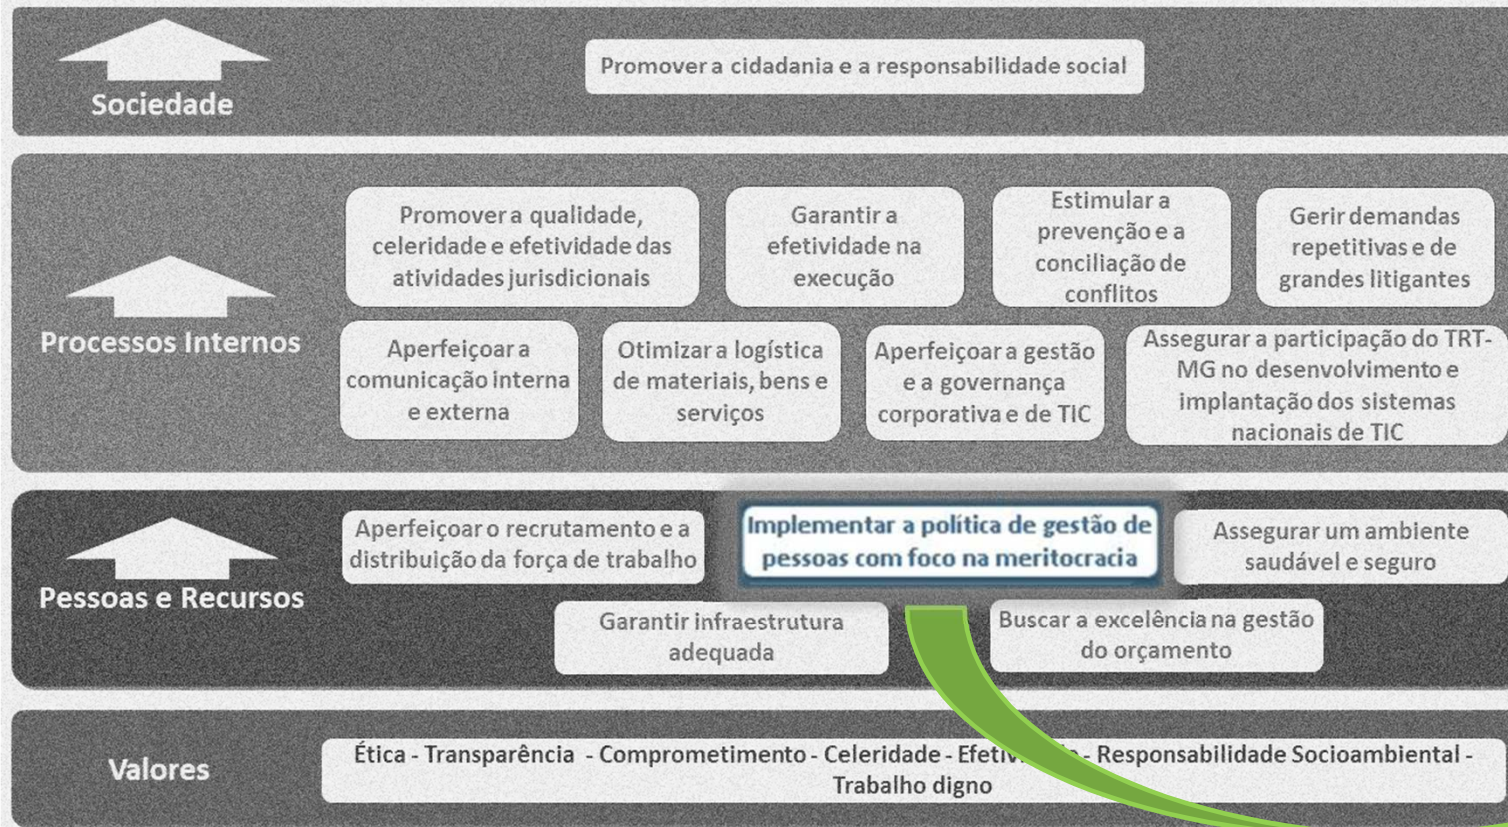 Sociedade
Promover a cidadania e a responsabilidade social
Processos Internos
Promover a qualidade,
celeridade e efetividade das
atividades jurisdicionais
Garantir a
efetividade na
execução
Estimular a
prevenção e a
conciliação de
conflitos
Gerir demandas
repetitivas e de
grandes litigantes
Aperfeiçoar a
comunicação interna
e externa
Otimizar a logística
de materiais, bens e
serviços
Aperfeiçoar a gestão
e a governança
corporativa e de TIC
Assegurar a participação do TRT-
MG no desenvolvimento e
implantação dos sistemas
nacionais de TIC
Pessoas e Recursos
Aperfeiçoar o recrutamento e a
distribuição da força de trabalho
Implementar a política de gestão de
pessoas com foco na meritocracia
Assegurar um ambiente
saudável e seguro
Garantir infraestrutura
adequada
Buscar a excelência na gestão
do orçamento
Valores
Ética - Transparência - Comprometimento - Celeridade - - Responsabilidade Socioambiental -
Trabalho digno